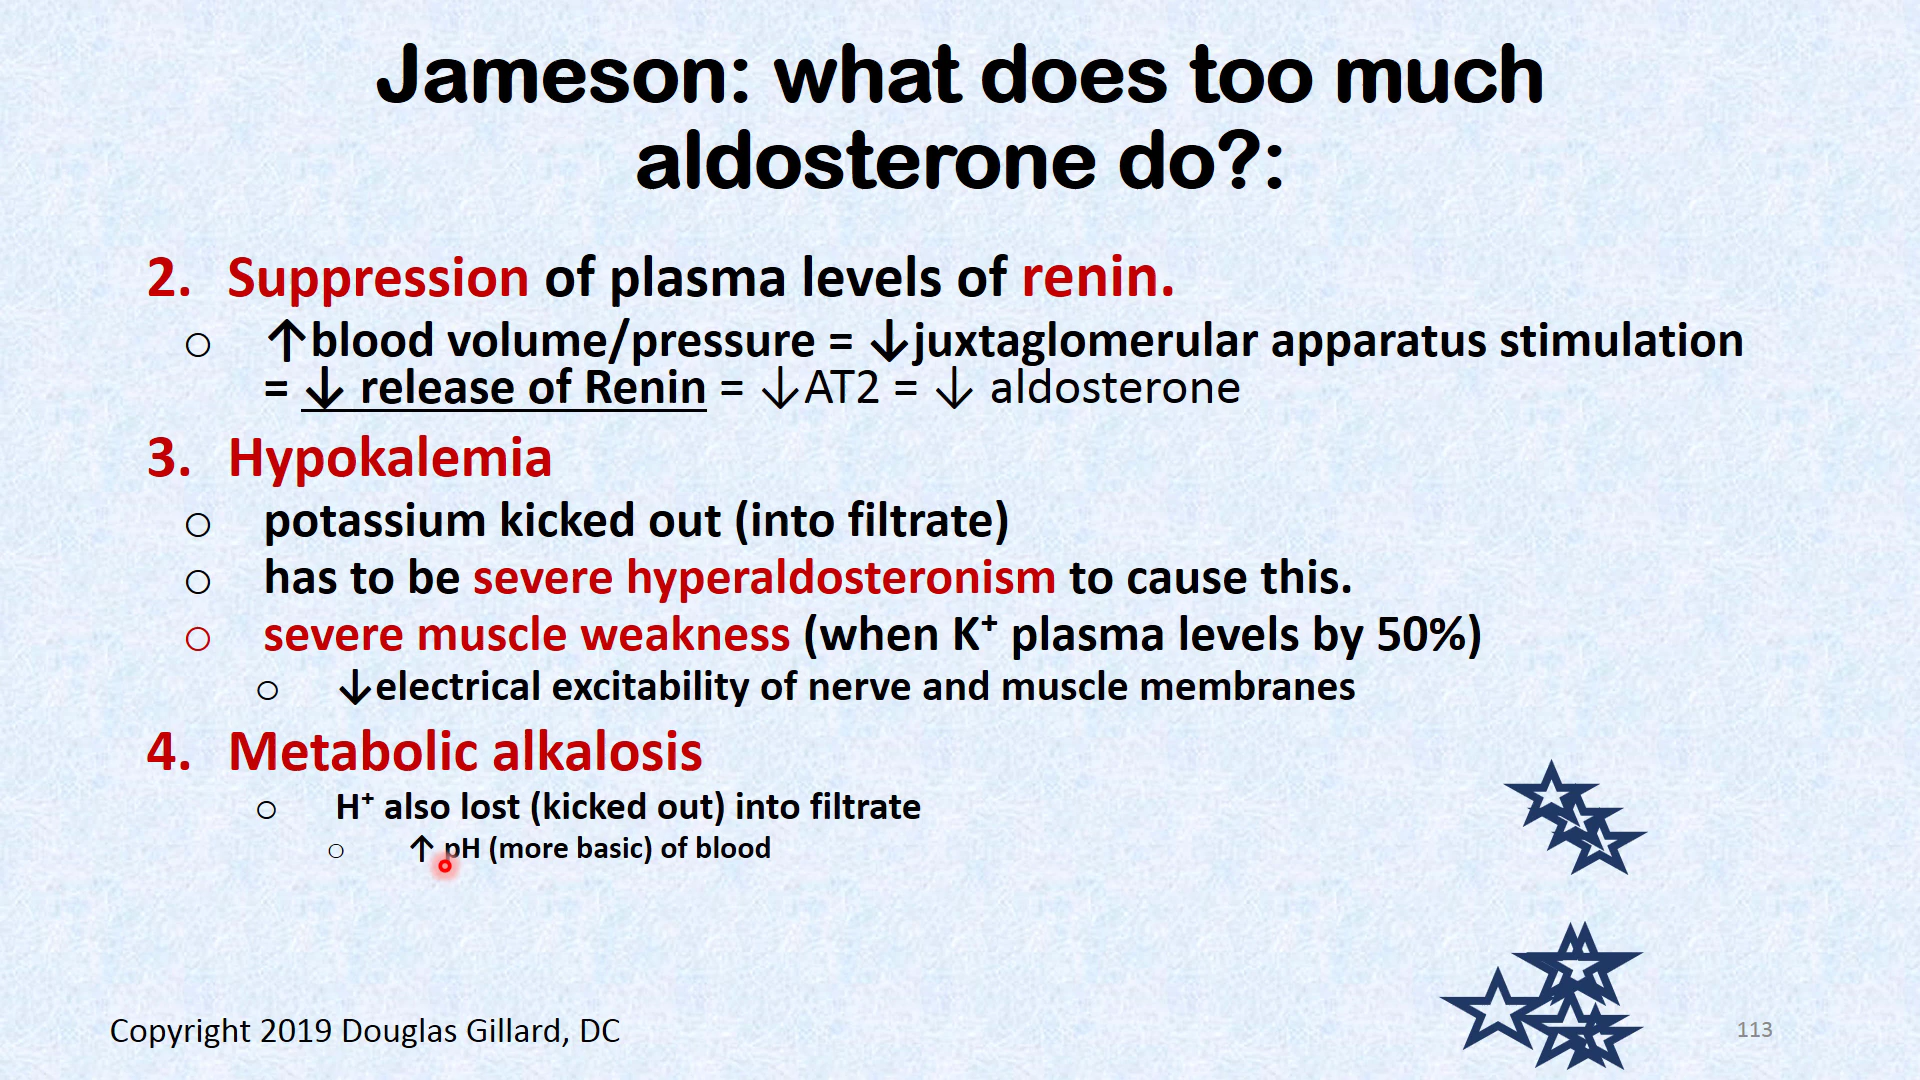 Jameson: what does too much
aldosterone do?:
2. Suppression of plasma levels of renin.
○ ↑blood volume/pressure = ↓juxtaglomerular apparatus stimulation
= ↓ release of Renin = ↓AT2 = ↓ aldosterone
3. Hypokalemia
○ potassium kicked out (into filtrate)
○ has to be severe hyperaldosteronism to cause this.
○ severe muscle weakness (when K⁺ plasma levels by 50%)
○ ↓electrical excitability of nerve and muscle membranes
4. Metabolic alkalosis
○ H⁺ also lost (kicked out) into filtrate
○ ↑ pH (more basic) of blood
Copyright 2019 Douglas Gillard, DC
113